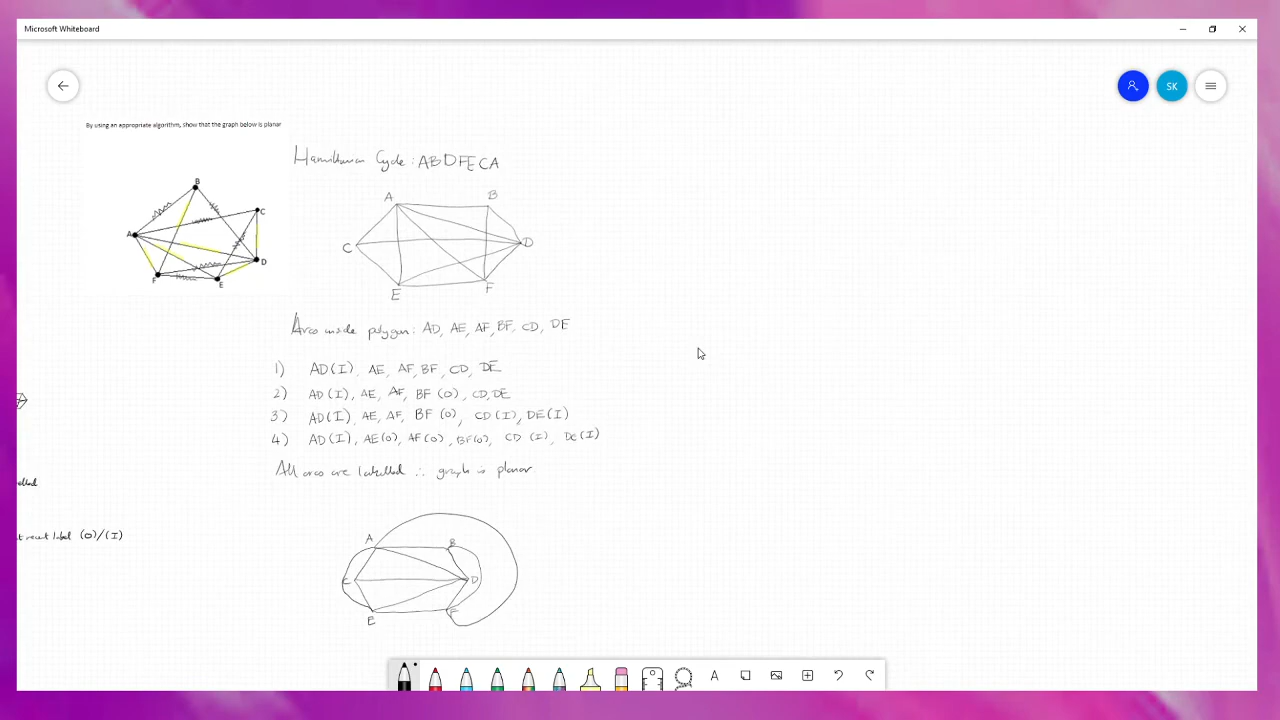 Microsoft Whiteboard
SK
By using an appropriate algorithm, show that the graph below is planar
B
C
A
D
F
E
Hamiltonian Cycle: ABDFECA
A
B
C
D
E
F
Arcs inside polygon: AD, AE, AF, BF, CD, DE
1) AD(I), AE, AF, BF, CD, DE
2) AD(I), AE, AF, BF(O), CD, DE
3) AD(I), AE, AF, BF(O), CD(I), DE(I)
4) AD(I), AE(O), AF(O), BF(O), CD(I), DE(I)
All arcs are labelled ∴ graph is planar
elled
label (O)/(I)
A
B
C
D
E
F
A